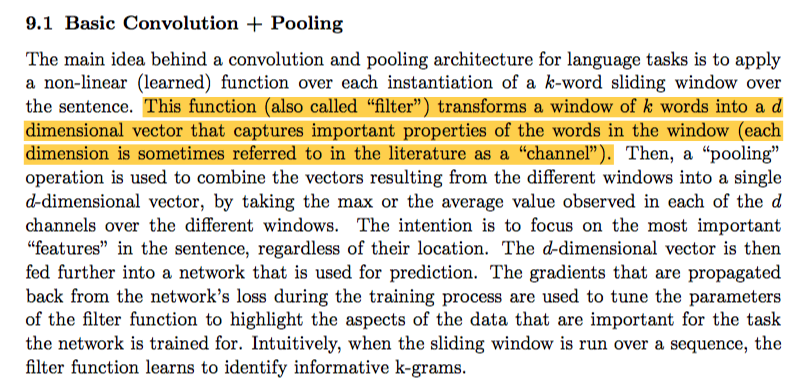 9.1 Basic Convolution + Pooling
The main idea behind a convolution and pooling architecture for language tasks is to apply
a non-linear (learned) function over each instantiation of a k-word sliding window over
the sentence. This function (also called “filter”) transforms a window of k words into a d
dimensional vector that captures important properties of the words in the window (each
dimension is sometimes referred to in the literature as a “channel”). Then, a “pooling”
operation is used to combine the vectors resulting from the different windows into a single
d-dimensional vector, by taking the max or the average value observed in each of the d
channels over the different windows. The intention is to focus on the most important
“features” in the sentence, regardless of their location. The d-dimensional vector is then
fed further into a network that is used for prediction. The gradients that are propagated
back from the network’s loss during the training process are used to tune the parameters
of the filter function to highlight the aspects of the data that are important for the task
the network is trained for. Intuitively, when the sliding window is run over a sequence, the
filter function learns to identify informative k-grams.